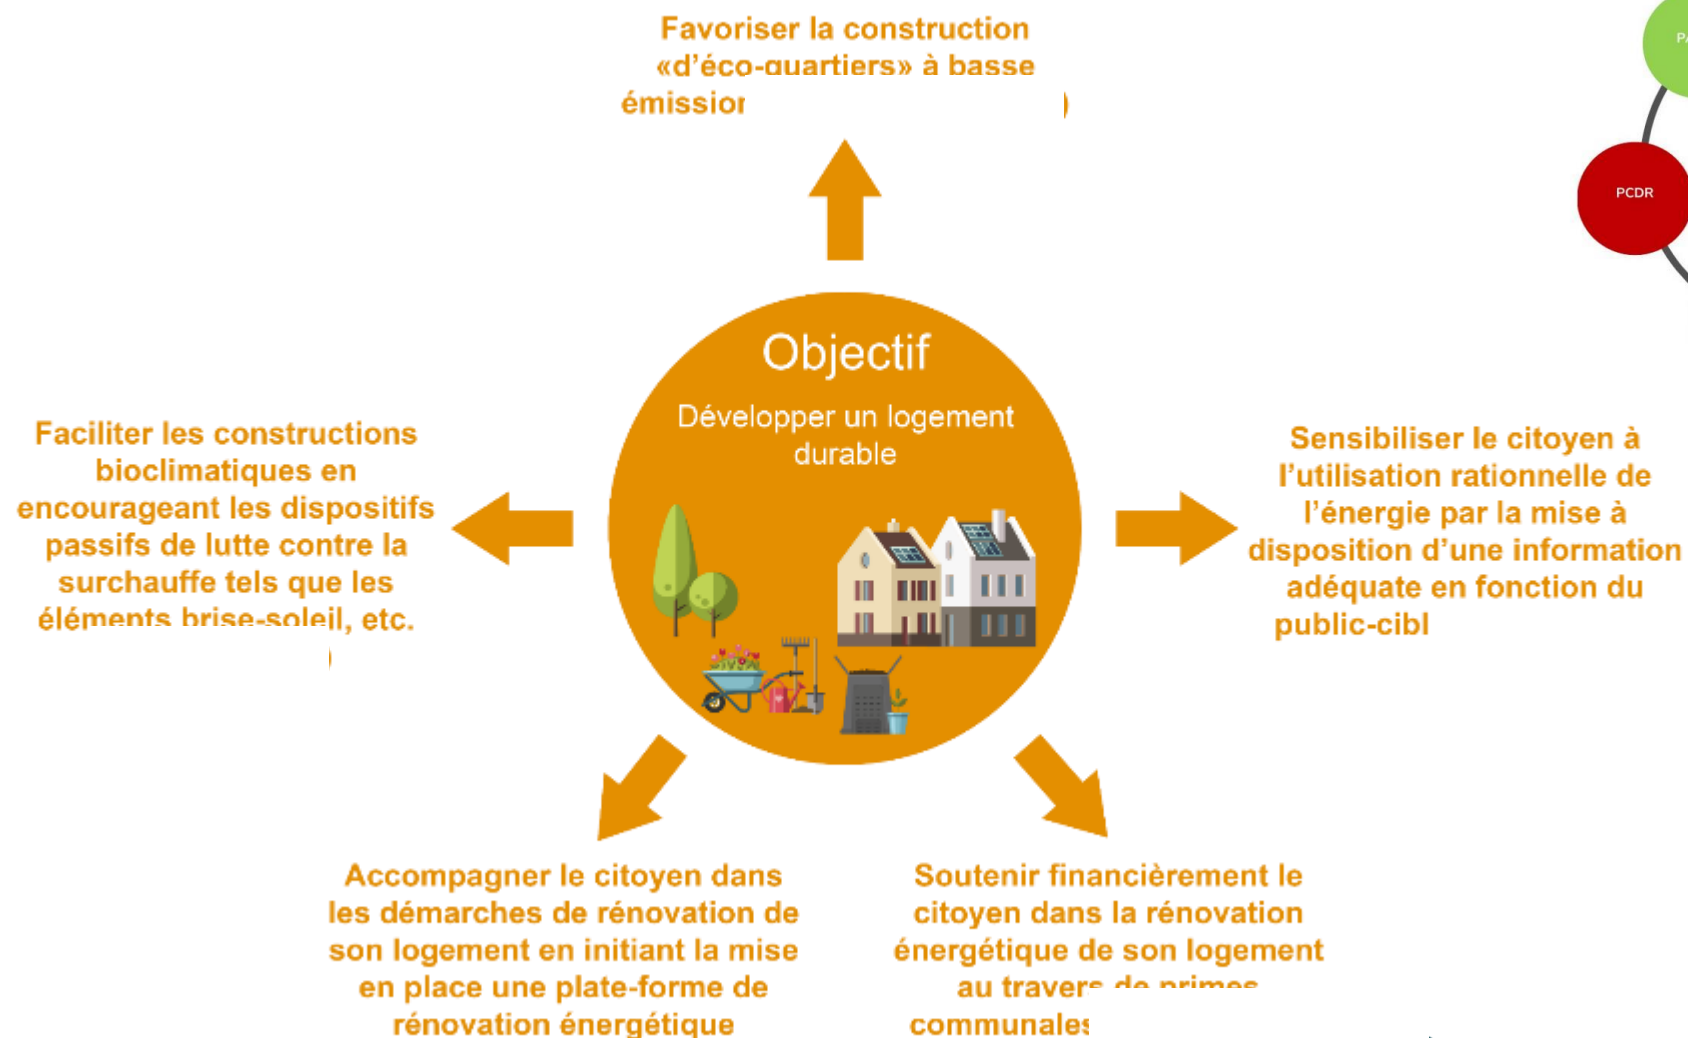 Favoriser la construction
«d'éco-quartiers» à basse
émission
PCDR
Objectif
Développer un logement
durable
Faciliter les constructions
bioclimatiques en
encourageant les dispositifs
passifs de lutte contre la
surchauffe tels que les
éléments brise-soleil, etc.
Sensibiliser le citoyen à
l'utilisation rationnelle de
l'énergie par la mise à
disposition d'une information
adéquate en fonction du
public-cibl
Accompagner le citoyen dans
les démarches de rénovation de
son logement en initiant la mise
en place une plate-forme de
rénovation énergétique
Soutenir financièrement le
citoyen dans la rénovation
énergétique de son logement
au travers de primes
communales